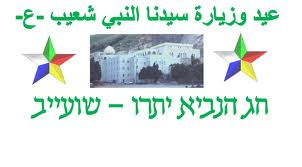 عيد وزيارة سيدنا النبي شعيب -ع-
חג הנביא יתרו – שועייב